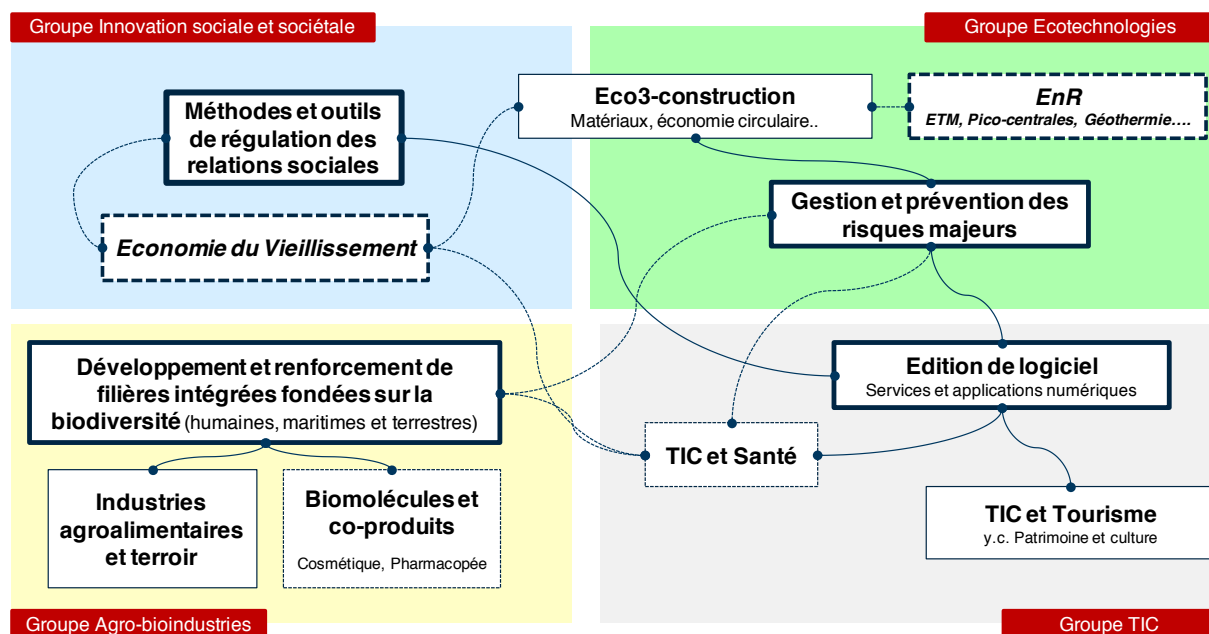 Groupe Innovation sociale et sociétale
Groupe Ecotechnologies
Méthodes et outils
de régulation des
relations sociales
Economie du Vieillissement
Eco3-construction
Matériaux, économie circulaire..
EnR
ETM, Pico-centrales, Géothermie….
Gestion et prévention des
risques majeurs
Développement et renforcement de
filières intégrées fondées sur la
biodiversité (humaines, maritimes et terrestres)
Industries
agroalimentaires
et terroir
Biomolécules et
co-produits
Cosmétique, Pharmacopée
Edition de logiciel
Services et applications numériques
TIC et Santé
TIC et Tourisme
y.c. Patrimoine et culture
Groupe Agro-bioindustries
Groupe TIC